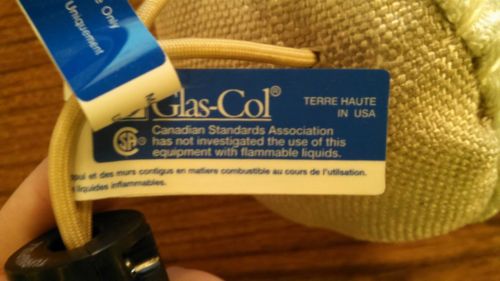 e Only
Uniquement
Glas-Col®
TERRE HAUTE
IN USA
Canadian Standards Association
has not investigated the use of this
equipment with flammable liquids.
et des murs contigus en matiere combustible au cours de l'utilisation.
liquides inflammables.